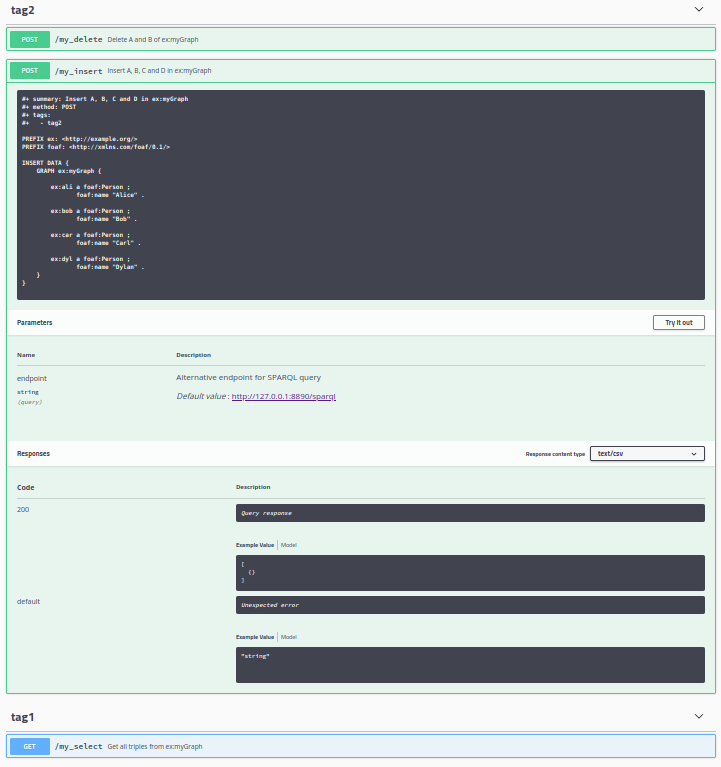 tag2
POST /my_delete Delete A and B of ex:myGraph
POST /my_insert Insert A, B, C and D in ex:myGraph
#+ summary: Insert A, B, C and D in ex:myGraph
#+ method: POST
#+ tags:
#+   - tag2
PREFIX ex: <http://example.org/>
PREFIX foaf: <http://xmlns.com/foaf/0.1/>
INSERT DATA {
GRAPH ex:myGraph {
ex:ali a foaf:Person ;
foaf:name "Alice" .
ex:bob a foaf:Person ;
foaf:name "Bob" .
ex:car a foaf:Person ;
foaf:name "Carl" .
ex:dyl a foaf:Person ;
foaf:name "Dylan" .
}
}
Parameters Try it out
Name Description
endpoint Alternative endpoint for SPARQL query
string
(query)
Default value : http://127.0.0.1:8890/sparql
Responses Response content type text/csv
Code Description
200 Query response
Example Value | Model
[
{}
]
default Unexpected error
Example Value | Model
"string"
tag1
GET /my_select Get all triples from ex:myGraph